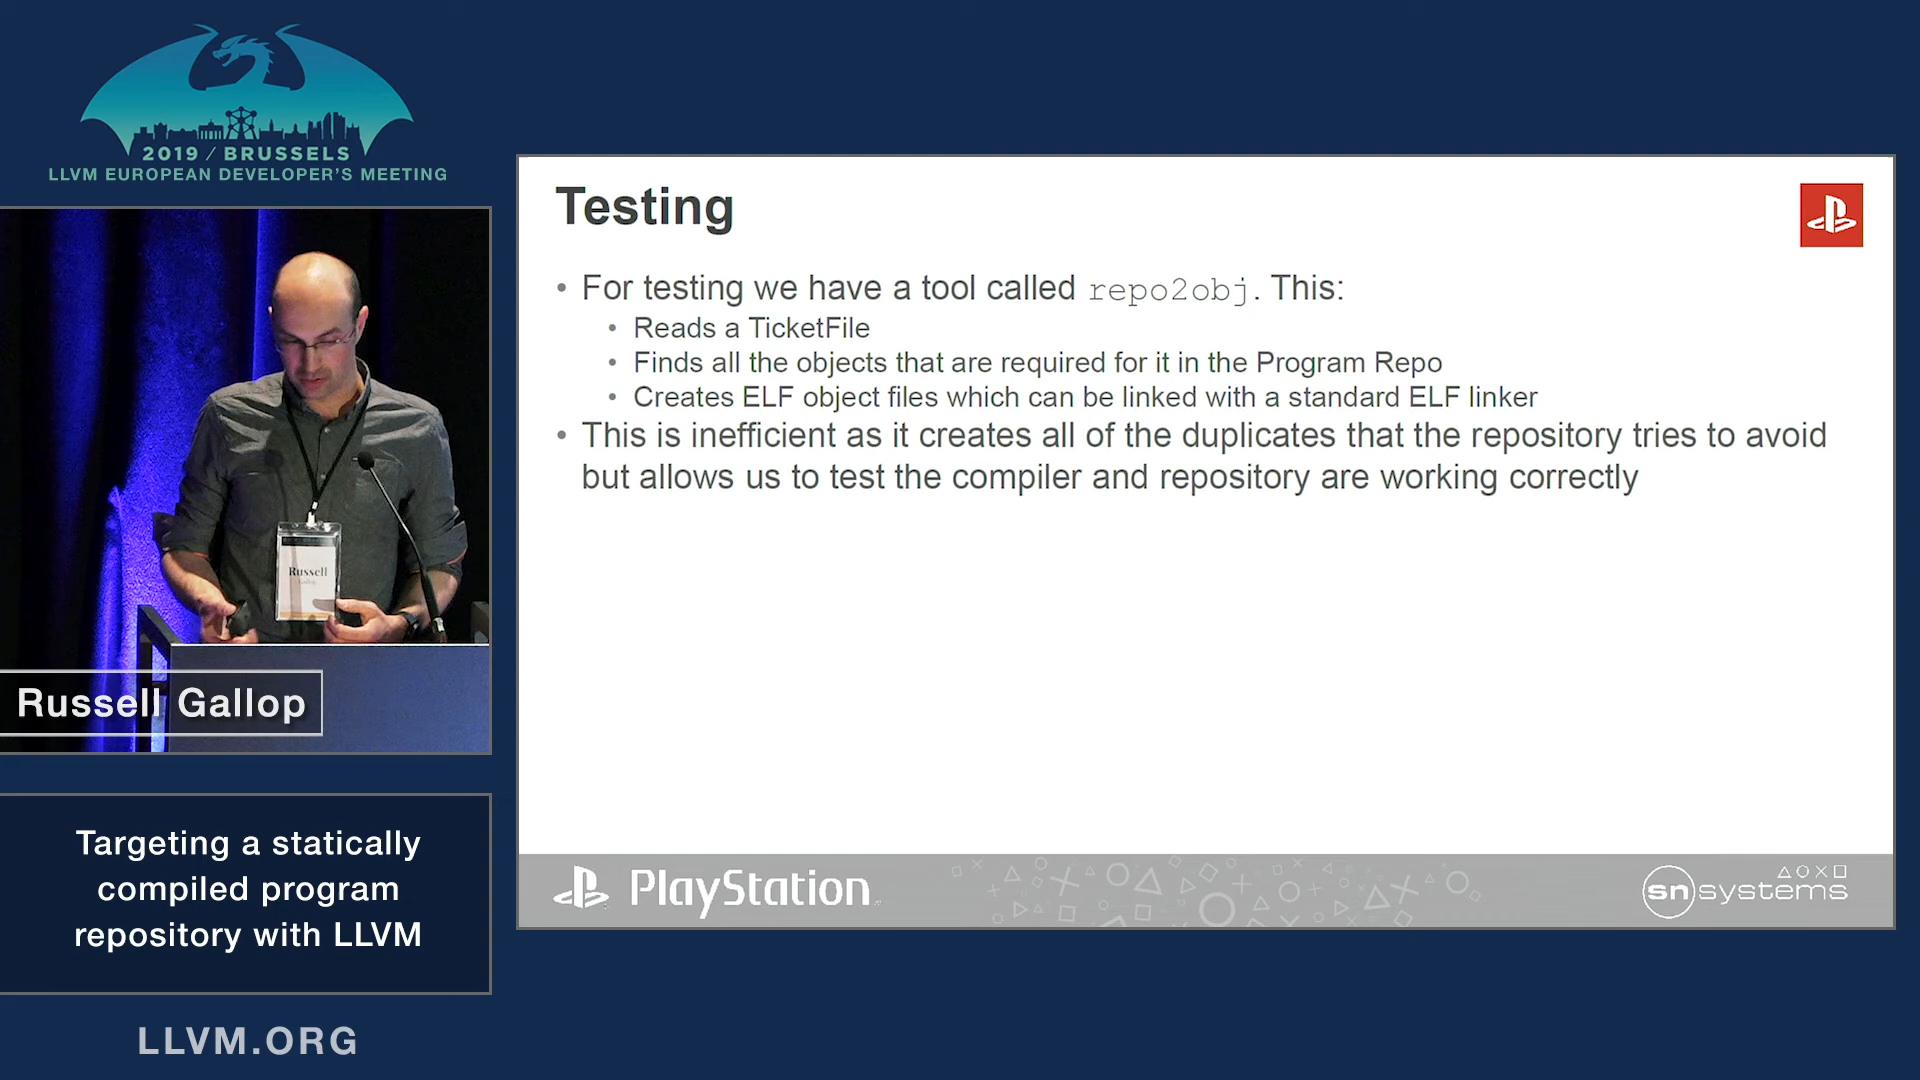 2019 / BRUSSELS
LLVM EUROPEAN DEVELOPER'S MEETING
Russell
Gallop
Russell Gallop
Targeting a statically
compiled program
repository with LLVM
LLVM.ORG
Testing
• For testing we have a tool called repo2obj. This:
• Reads a TicketFile
• Finds all the objects that are required for it in the Program Repo
• Creates ELF object files which can be linked with a standard ELF linker
• This is inefficient as it creates all of the duplicates that the repository tries to avoid
but allows us to test the compiler and repository are working correctly
PlayStation
sn systems